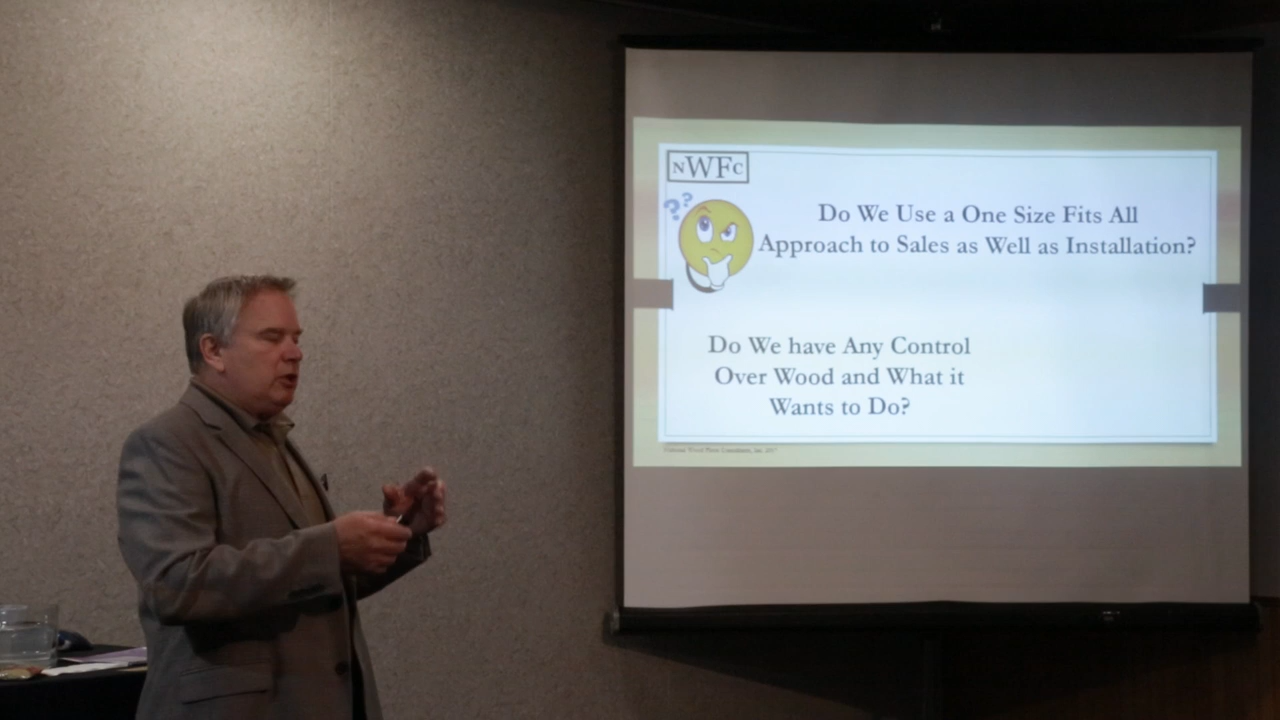 NWFC
??
Do We Use a One Size Fits All
Approach to Sales as Well as Installation?
Do We have Any Control
Over Wood and What it
Wants to Do?